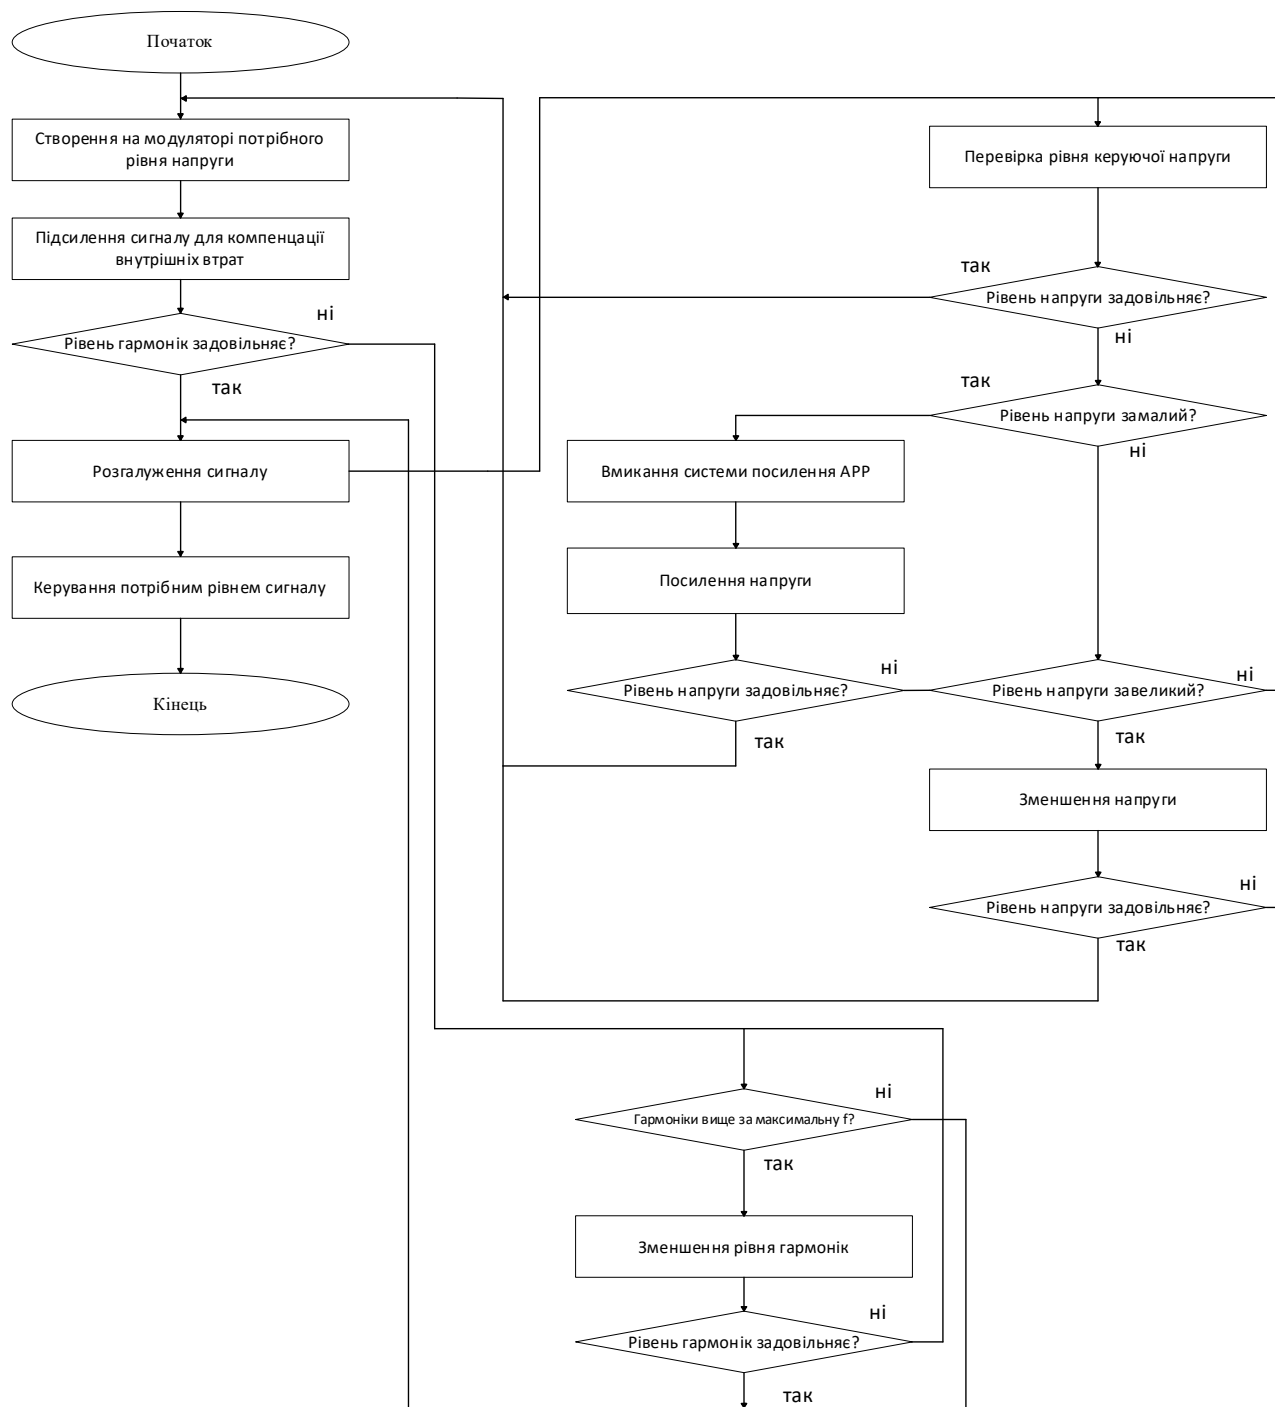 Початок
Створення на модуляторі потрібного
рівня напруги
Підсилення сигналу для компенцації
внутрішніх втрат
ні
Рівень гармонік задовільняє?
так
Розгалуження сигналу
Керування потрібним рівнем сигналу
Кінець
Перевірка рівня керуючої напруги
так
Рівень напруги задовільняє?
ні
так
Рівень напруги замалий?
ні
Вмикання системи посилення АРР
Посилення напруги
ні
Рівень напруги задовільняє?
так
ні
Рівень напруги завеликий?
так
Зменшення напруги
ні
Рівень напруги задовільняє?
так
ні
Гармоніки вище за максимальну f?
так
Зменшення рівня гармонік
ні
Рівень гармонік задовільняє?
так